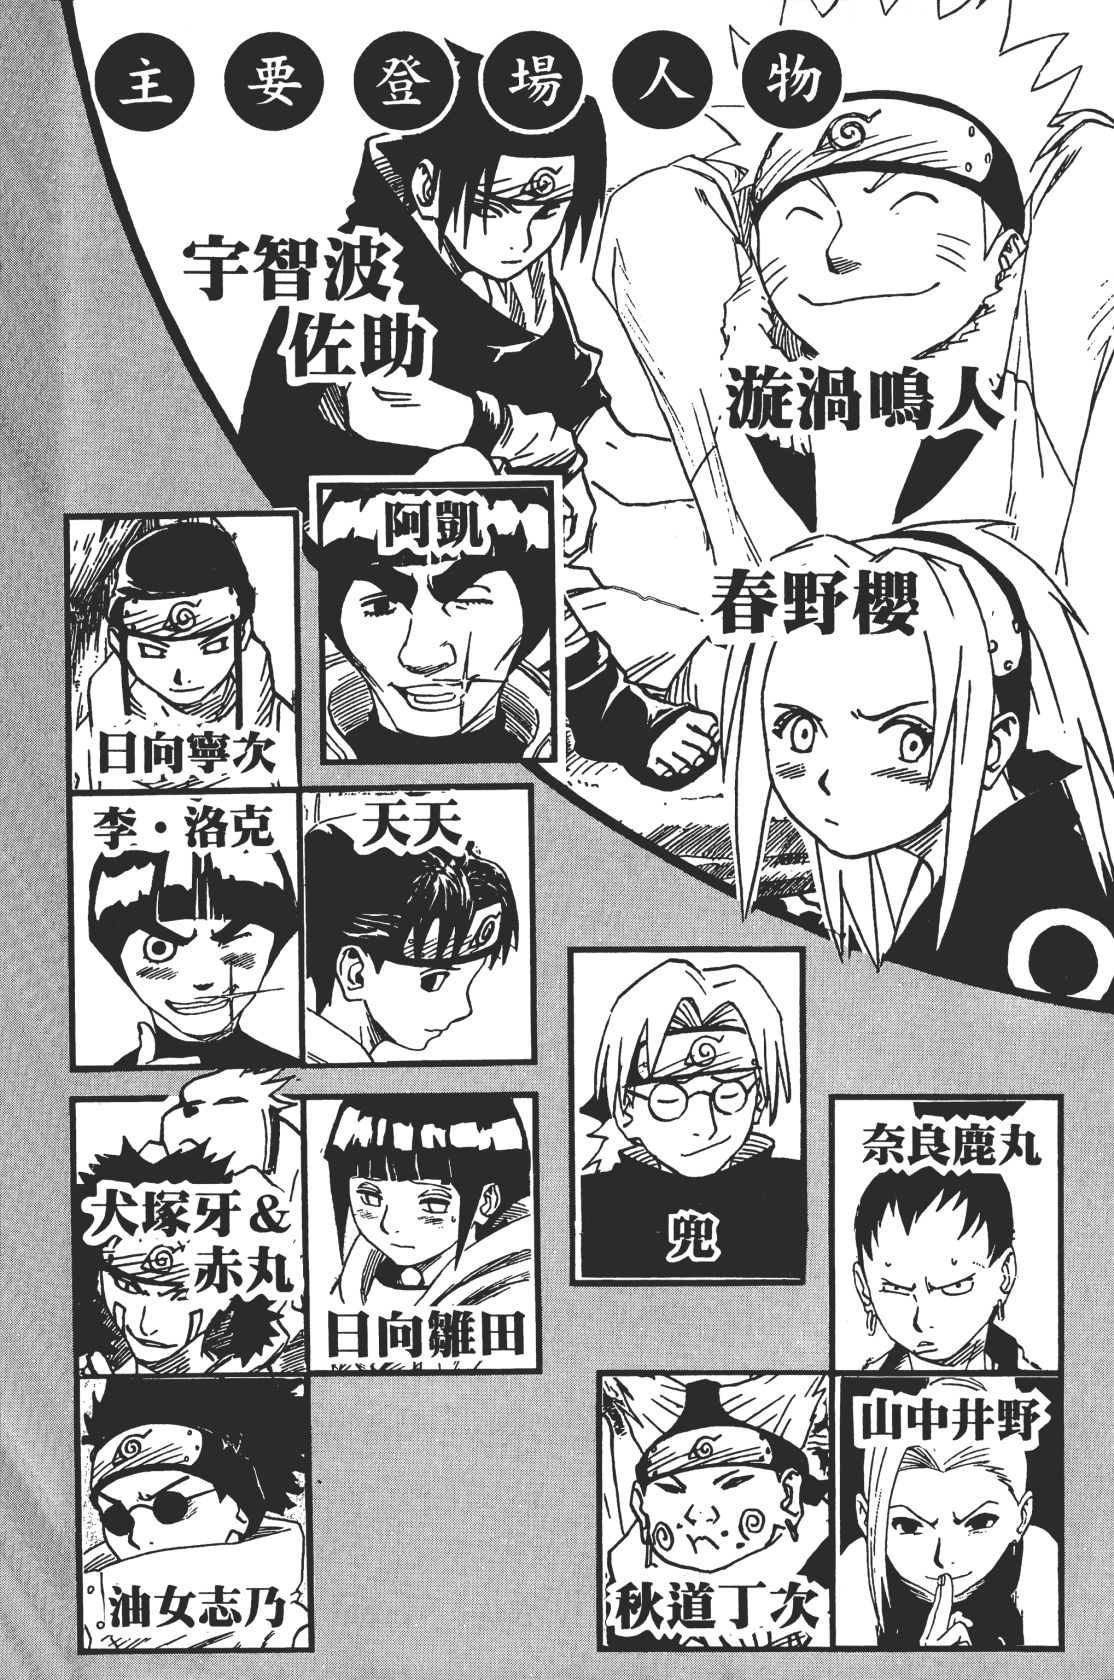 主要登場人物
宇智波
佐助
漩渦鳴人
春野櫻
阿凱
日向寧次
李・洛克
天天
犬塚牙&
赤丸
日向雛田
油女志乃
兜
奈良鹿丸
山中井野
秋道丁次